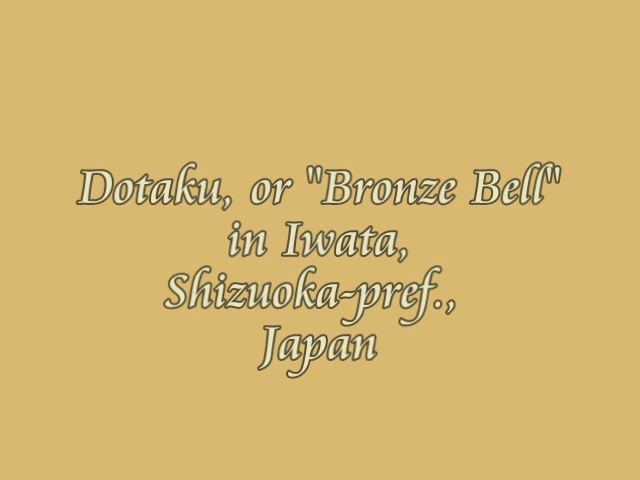 Dotaku, or "Bronze Bell"
in Iwata,
Shizuoka-pref.,
Japan